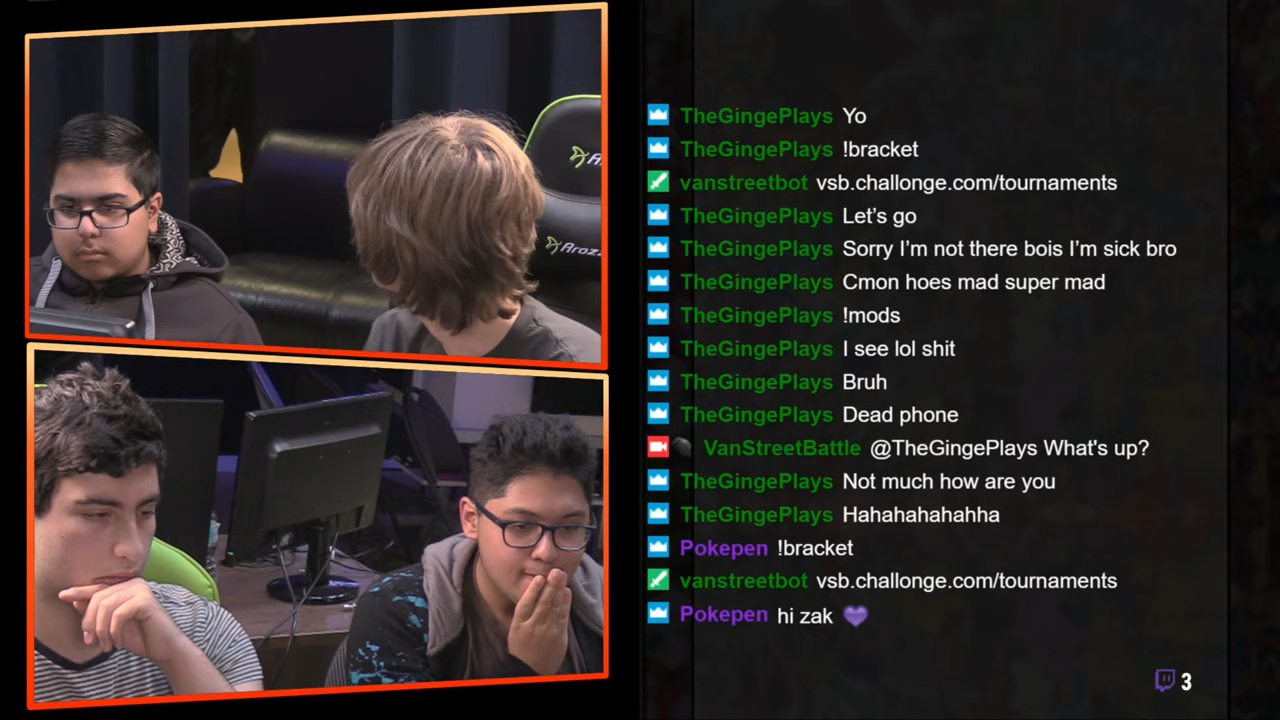 TheGingePlays Yo
TheGingePlays !bracket
vanstreetbot vsb.challonge.com/tournaments
TheGingePlays Let’s go
TheGingePlays Sorry I’m not there bois I’m sick bro
TheGingePlays Cmon hoes mad super mad
TheGingePlays !mods
TheGingePlays I see lol shit
TheGingePlays Bruh
TheGingePlays Dead phone
VanStreetBattle @TheGingePlays What's up?
TheGingePlays Not much how are you
TheGingePlays Hahahahahahha
Pokepen !bracket
vanstreetbot vsb.challonge.com/tournaments
Pokepen hi zak 💜
3